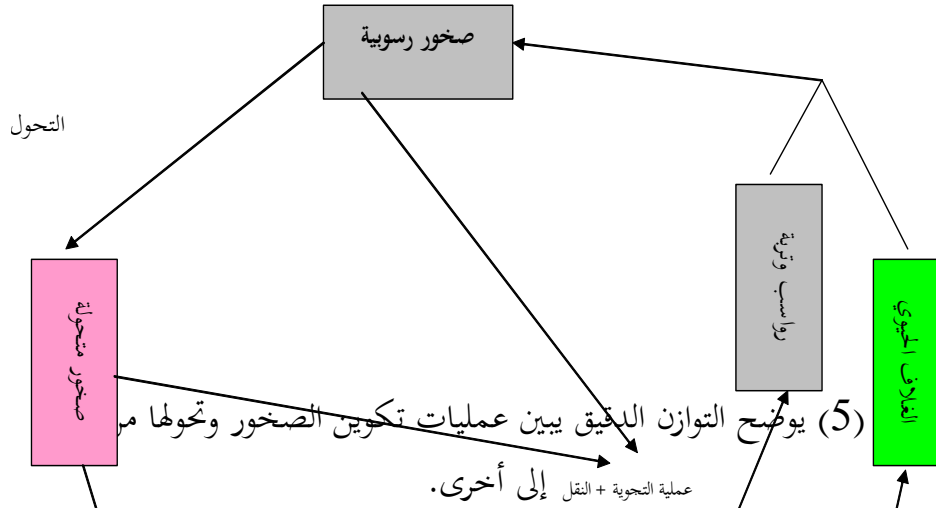 صخور رسوبية
التحول
رواسب وتربة
الغلاف الحيوي
صخور متحولة
(5) يوضح التوازن الدقيق يبين عمليات تكوين الصخور وتحولها من
إلى أخرى.
عملية التجوية + النقل